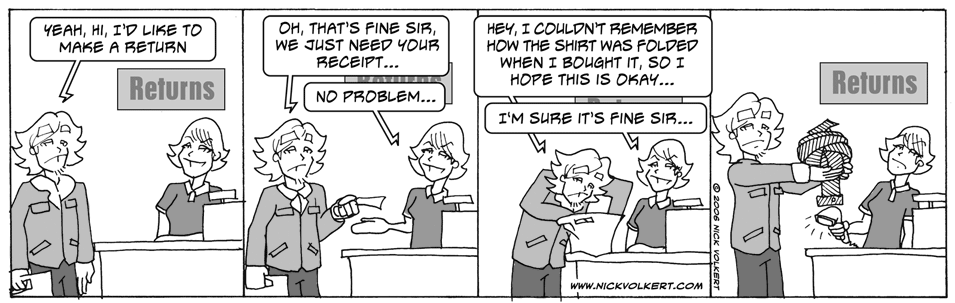 YEAH, HI, I'D LIKE TO
MAKE A RETURN
Returns
OH, THAT'S FINE SIR,
WE JUST NEED YOUR
RECEIPT...
Returns
NO PROBLEM...
HEY, I COULDN'T REMEMBER
HOW THE SHIRT WAS FOLDED
WHEN I BOUGHT IT, SO I
HOPE THIS IS OKAY...
I'M SURE IT'S FINE SIR...
WWW.NICKVOLKERT.COM
© 2006 NICK VOLKERT
Returns